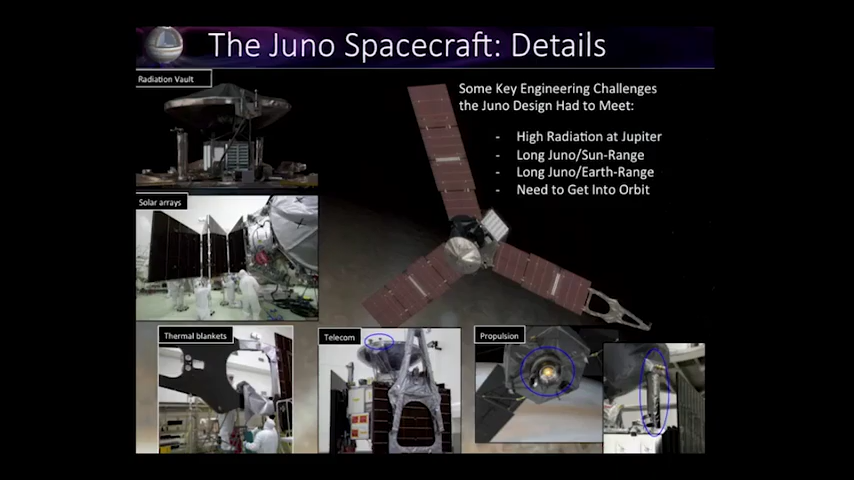 The Juno Spacecraft: Details
Radiation Vault
Some Key Engineering Challenges
the Juno Design Had to Meet:
- High Radiation at Jupiter
- Long Juno/Sun-Range
- Long Juno/Earth-Range
- Need to Get Into Orbit
Solar arrays
Thermal blankets
Telecom
Propulsion